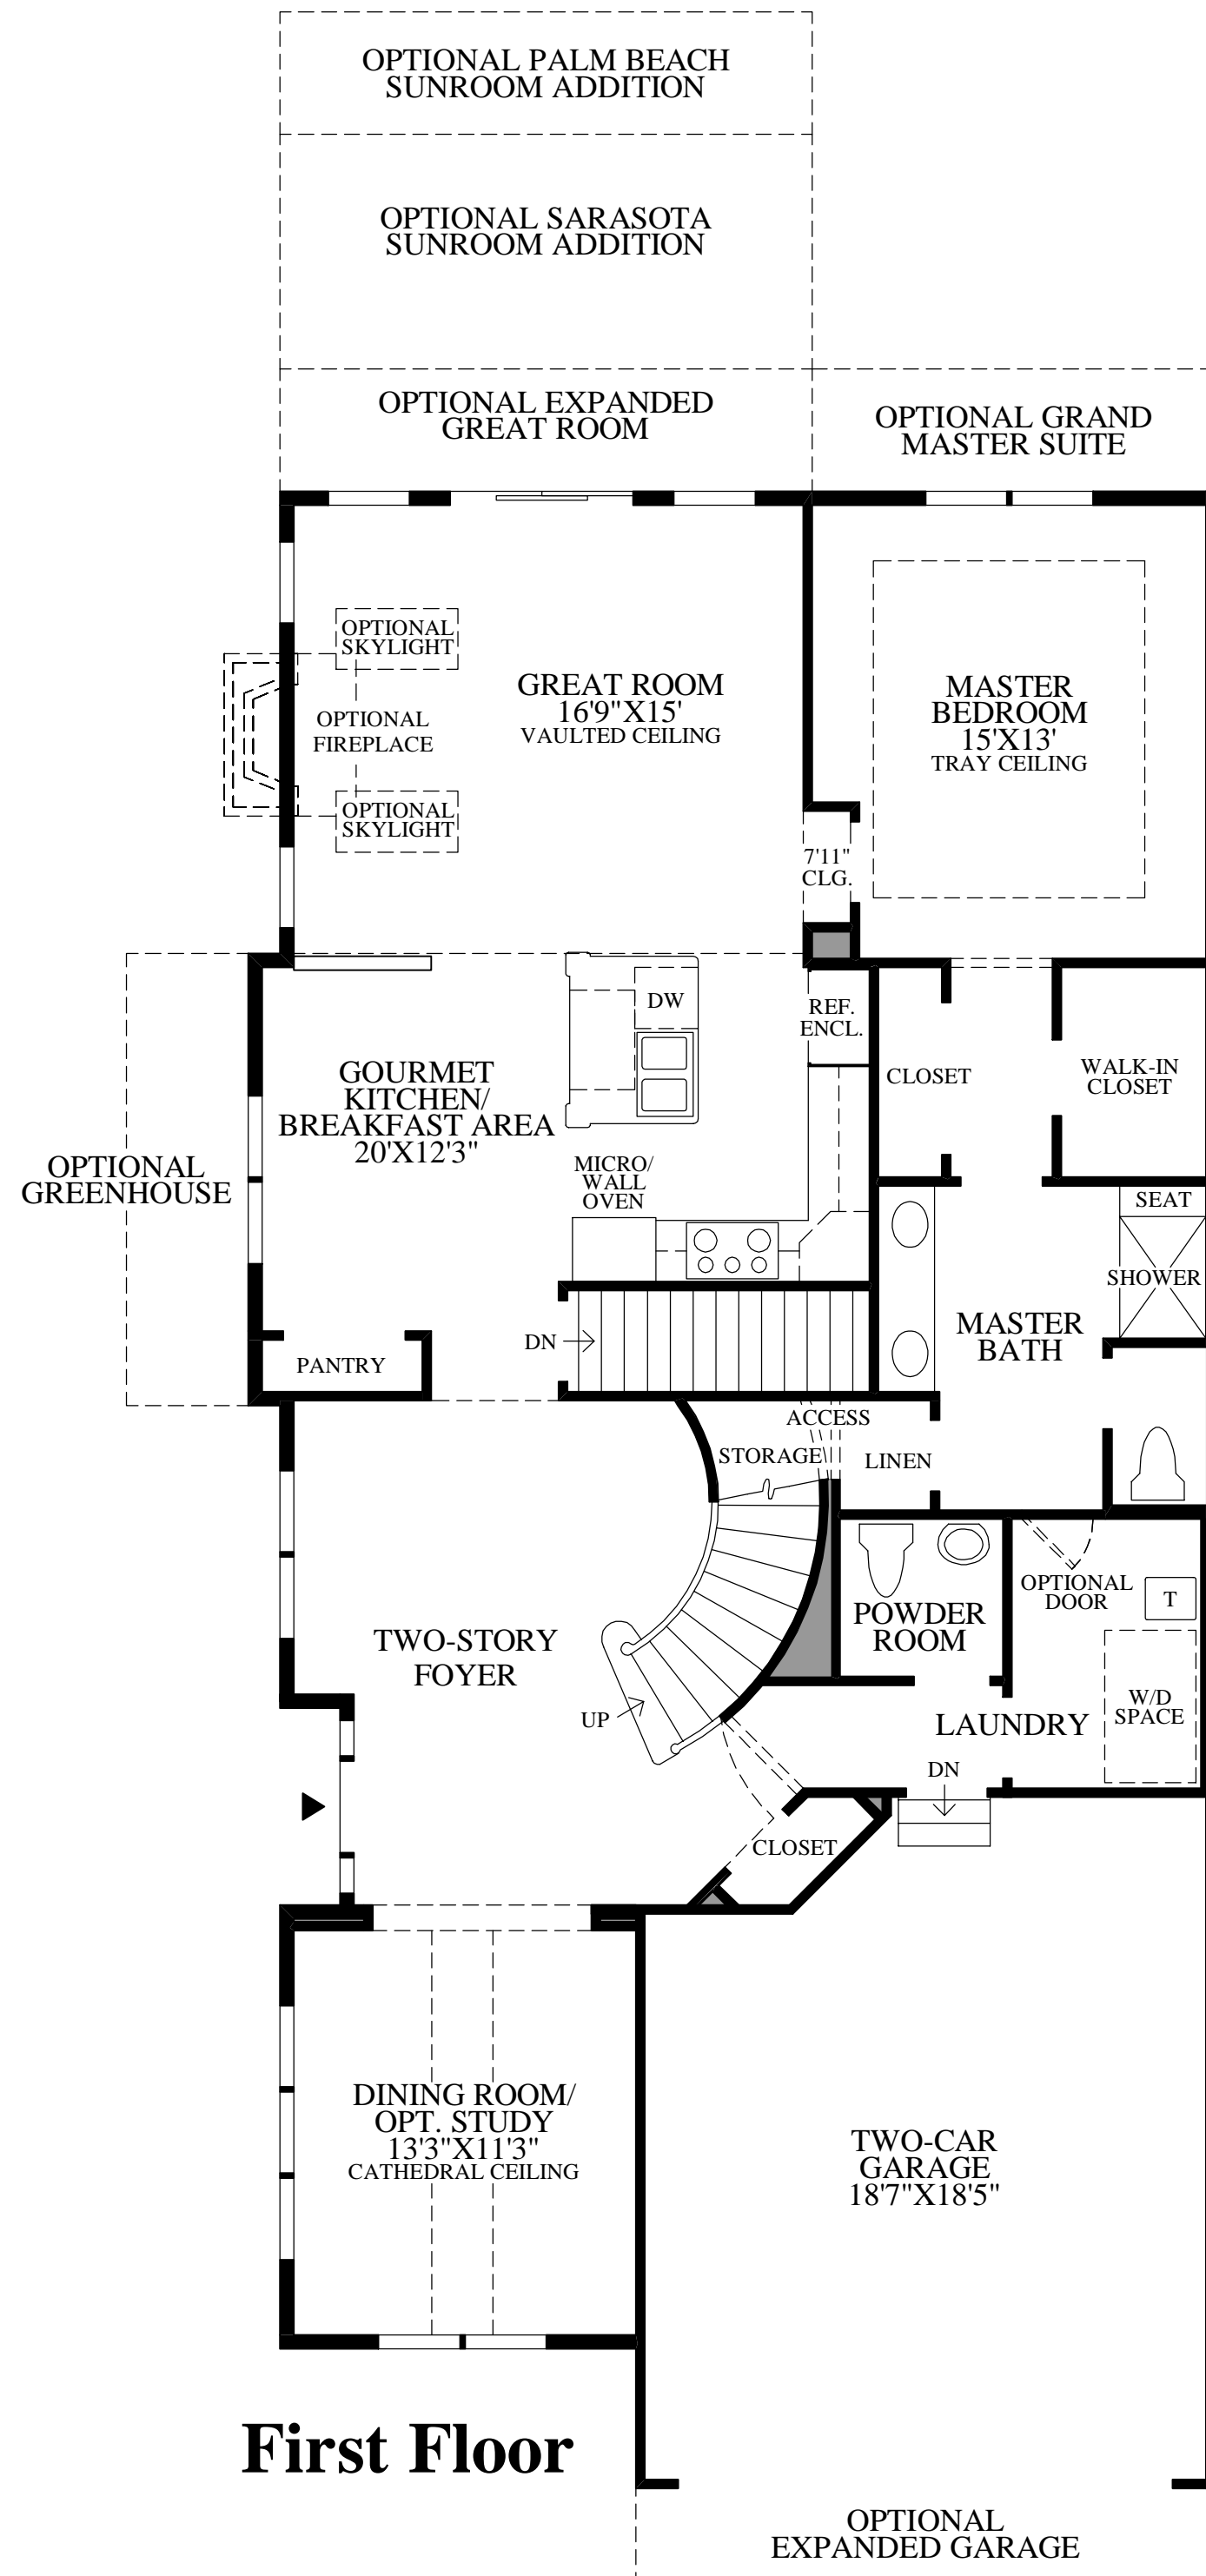 OPTIONAL PALM BEACH
SUNROOM ADDITION
OPTIONAL SARASOTA
SUNROOM ADDITION
OPTIONAL EXPANDED
GREAT ROOM
OPTIONAL GRAND
MASTER SUITE
OPTIONAL
SKYLIGHT
GREAT ROOM
16'9"X15'
VAULTED CEILING
OPTIONAL
FIREPLACE
OPTIONAL
SKYLIGHT
MASTER
BEDROOM
15'X13'
TRAY CEILING
7'11"
CLG.
DW
REF.
ENCL.
GOURMET
KITCHEN/
BREAKFAST AREA
20'X12'3"
CLOSET
WALK-IN
CLOSET
OPTIONAL
GREENHOUSE
MICRO/
WALL
OVEN
SEAT
SHOWER
MASTER
BATH
DN
PANTRY
ACCESS
STORAGE
LINEN
OPTIONAL
DOOR
T
POWDER
ROOM
TWO-STORY
FOYER
UP
LAUNDRY
W/D
SPACE
DN
CLOSET
DINING ROOM/
OPT. STUDY
13'3"X11'3"
CATHEDRAL CEILING
TWO-CAR
GARAGE
18'7"X18'5"
First Floor
OPTIONAL
EXPANDED GARAGE